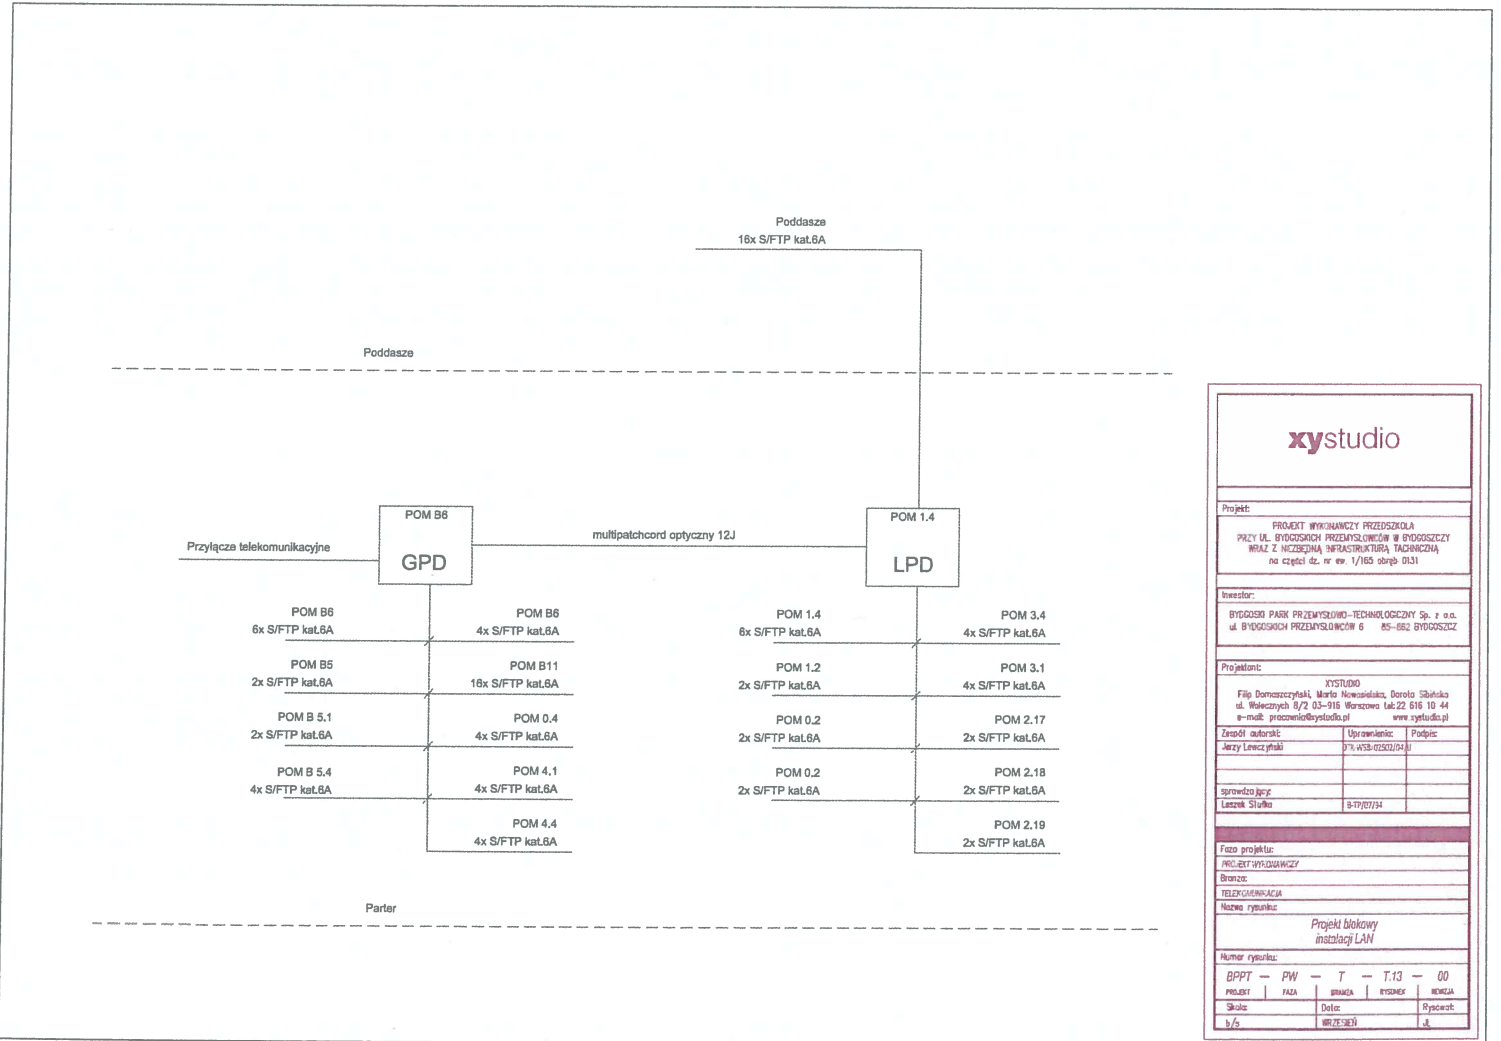 Poddasze
16x S/FTP kat.6A
Poddasze
POM B6
GPD
Przyłącze telekomunikacyjne
multipatchcord optyczny 12J
POM 1.4
LPD
POM B6
6x S/FTP kat.6A
POM B6
4x S/FTP kat.6A
POM B5
2x S/FTP kat.6A
POM B11
16x S/FTP kat.6A
POM B 5.1
2x S/FTP kat.6A
POM 0.4
4x S/FTP kat.6A
POM B 5.4
4x S/FTP kat.6A
POM 4.1
4x S/FTP kat.6A
POM 4.4
4x S/FTP kat.6A
POM 1.4
6x S/FTP kat.6A
POM 3.4
4x S/FTP kat.6A
POM 1.2
2x S/FTP kat.6A
POM 3.1
4x S/FTP kat.6A
POM 0.2
2x S/FTP kat.6A
POM 2.17
2x S/FTP kat.6A
POM 0.2
2x S/FTP kat.6A
POM 2.18
2x S/FTP kat.6A
POM 2.19
2x S/FTP kat.6A
Parter
xystudio
Projekt:
PROJEKT WYKONAWCZY PRZEDSZKOLA
PRZY UL. BYDGOSKICH PRZEMYSŁOWCÓW W BYDGOSZCZY
WRAZ Z NIEZBĘDNĄ INFRASTRUKTURĄ TACHNICZNĄ
na części dz. nr ew. 1/165 obręb 0131
Inwestor:
BYDGOSKI PARK PRZEMYSŁOWO-TECHNOLOGICZNY Sp. z o.o.
ul. BYDGOSKICH PRZEMYSŁOWCÓW 6 85-862 BYDGOSZCZ
Projektant:
XYSTUDIO
Filip Domaszczyński, Marta Nowosielska, Dorota Sibińska
ul. Walecznych 8/2 03-916 Warszawa tel:22 616 10 44
e-mail: pracownia@xystudio.pl www.xystudio.pl
Zespół autorski: Uprawnienia: Podpis:
Jerzy Lewczyński
sprawdzający:
Leszek Slufko
Faza projektu:
PROJEKT WYKONAWCZY
Branża:
TELEKOMUNIKACJA
Nazwa rysunku:
Projekt blokowy
instalacji LAN
Numer rysunku:
BPPT – PW – T – T.13 – 00
PROJEKT FAZA BRANŻA RYSUNEK REWIZJA
Skala: Data: Rysował:
b/s WRZESIEŃ JL